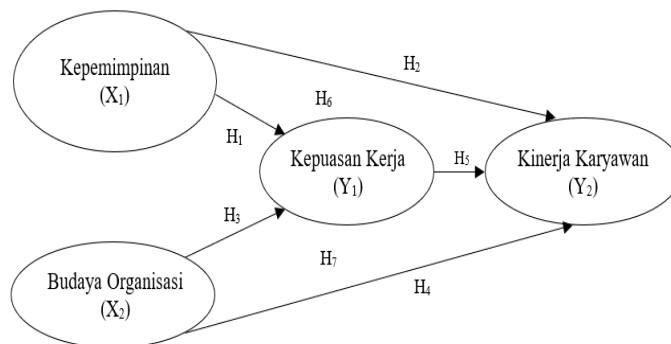 Kepemimpinan
(X₁)
H₂
H₆
H₁
Kepuasan Kerja
(Y₁)
H₅
Kinerja Karyawan
(Y₂)
H₃
H₇
Budaya Organisasi
(X₂)
H₄